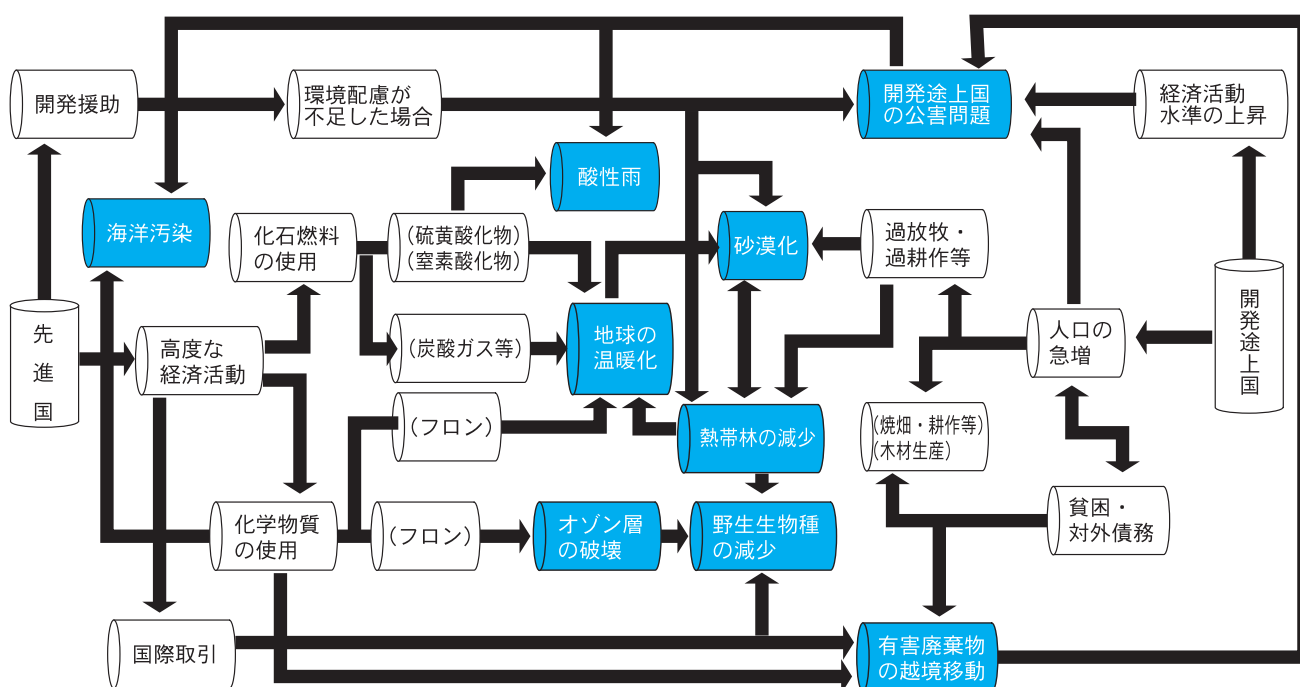 開発援助
環境配慮が
不足した場合
開発途上国
の公害問題
経済活動
水準の上昇
酸性雨
海洋汚染
化石燃料
の使用
(硫黄酸化物)
(窒素酸化物)
砂漠化
過放牧・
過耕作等
先進国
高度な
経済活動
(炭酸ガス等)
地球の
温暖化
人口の
急増
開発途上国
(フロン)
熱帯林の減少
(焼畑・耕作等)
(木材生産)
化学物質
の使用
(フロン)
オゾン層
の破壊
野生生物種
の減少
貧困・
対外債務
国際取引
有害廃棄物
の越境移動